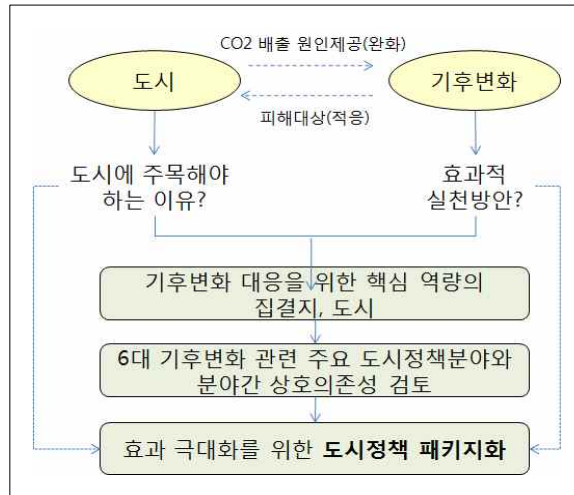 CO2 배출 원인제공(완화)
도시
기후변화
피해대상(적응)
도시에 주목해야
하는 이유?
효과적
실천방안?
기후변화 대응을 위한 핵심 역량의
집결지, 도시
6대 기후변화 관련 주요 도시정책분야와
분야간 상호의존성 검토
효과 극대화를 위한 도시정책 패키지화